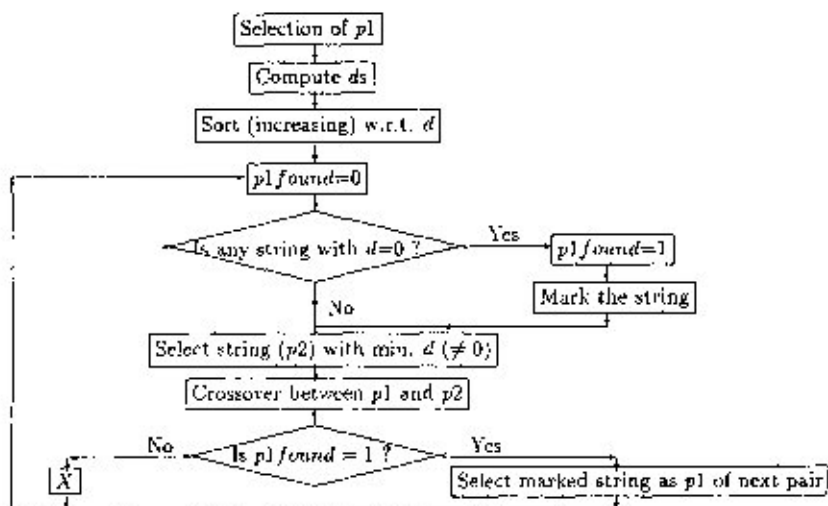 Selection of p1
Compute ds
Sort (increasing) w.r.t. d
p1found=0
Is any string with d=0 ?
Yes
p1found=1
Mark the string
No
Select string (p2) with min. d (≠ 0)
Crossover between p1 and p2
Is p1found = 1 ?
No
Yes
X
Select marked string as p1 of next pair